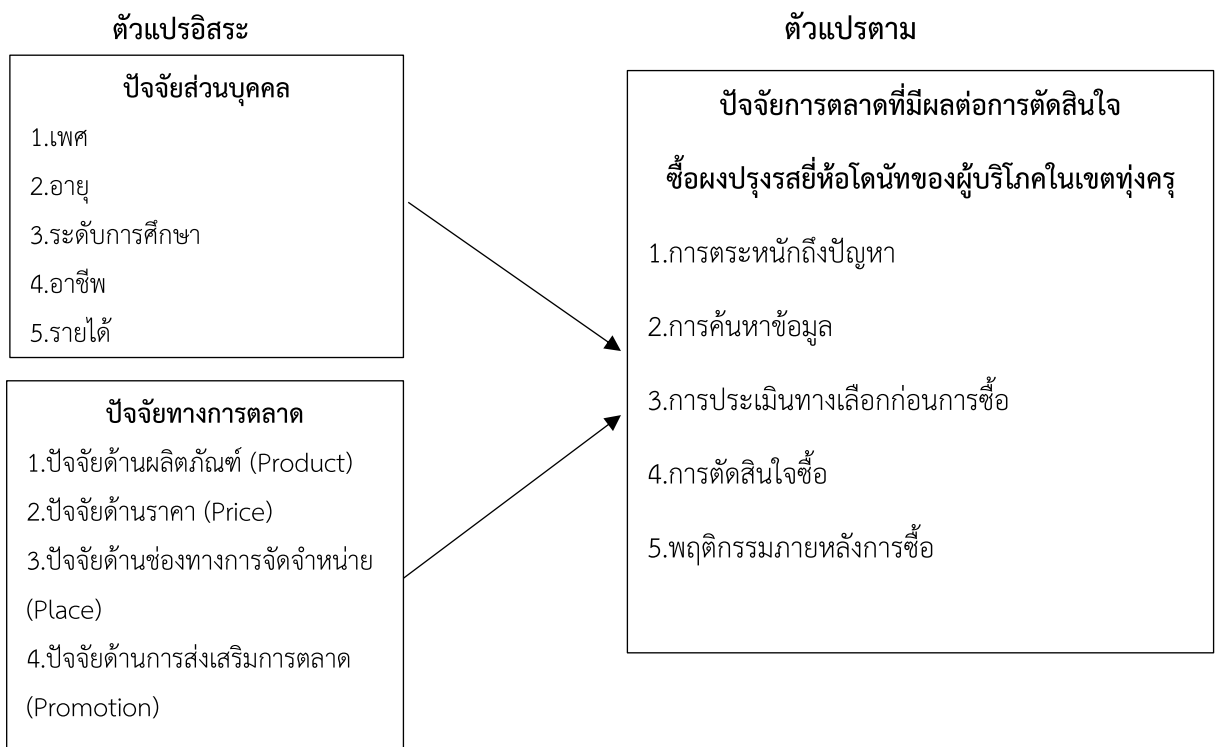 ตัวแปรอิสระ
ปัจจัยส่วนบุคคล
1.เพศ
2.อายุ
3.ระดับการศึกษา
4.อาชีพ
5.รายได้
ปัจจัยทางการตลาด
1.ปัจจัยด้านผลิตภัณฑ์ (Product)
2.ปัจจัยด้านราคา (Price)
3.ปัจจัยด้านช่องทางการจัดจำหน่าย
(Place)
4.ปัจจัยด้านการส่งเสริมการตลาด
(Promotion)
ตัวแปรตาม
ปัจจัยการตลาดที่มีผลต่อการตัดสินใจ
ซื้อผงปรุงรสยี่ห้อโดนัทของผู้บริโภคในเขตทุ่งครุ
1.การตระหนักถึงปัญหา
2.การค้นหาข้อมูล
3.การประเมินทางเลือกก่อนการซื้อ
4.การตัดสินใจซื้อ
5.พฤติกรรมภายหลังการซื้อ